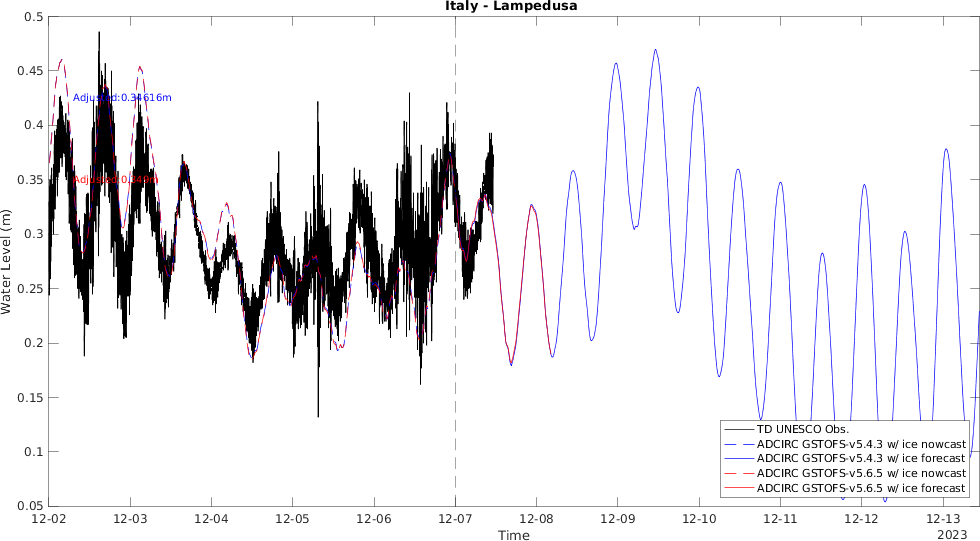 Italy - Lampedusa
0.5
0.45
0.4
0.35
0.3
0.25
0.2
0.15
0.1
0.05
Water Level (m)
Adjusted:0.34616m
TD UNESCO Obs.
ADCIRC GSTOFS-v5.4.3 w/ ice nowcast
ADCIRC GSTOFS-v5.4.3 w/ ice forecast
ADCIRC GSTOFS-v5.6.5 w/ ice nowcast
ADCIRC GSTOFS-v5.6.5 w/ ice forecast
12-02 12-03 12-04 12-05 12-06 12-07 12-08 12-09 12-10 12-11 12-12 12-13
Time
2023